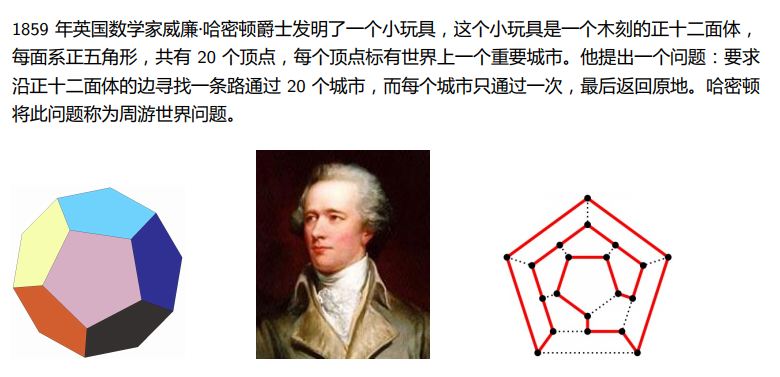 1859 年英国数学家威廉·哈密顿爵士发明了一个小玩具，这个小玩具是一个木刻的正十二面体，
每面系正五角形，共有 20 个顶点，每个顶点标有世界上一个重要城市。他提出一个问题：要求
沿正十二面体的边寻找一条路通过 20 个城市，而每个城市只通过一次，最后返回原地。哈密顿
将此问题称为周游世界问题。